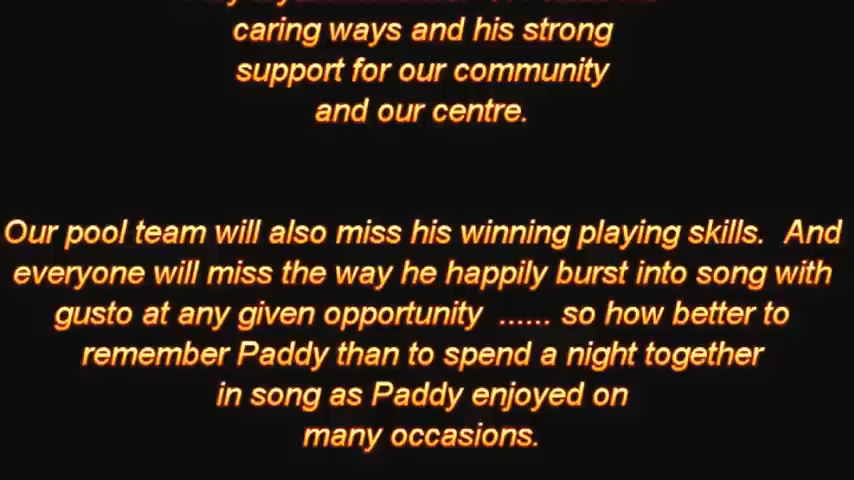 caring ways and his strong
support for our community
and our centre.
Our pool team will also miss his winning playing skills.  And
everyone will miss the way he happily burst into song with
gusto at any given opportunity  ...... so how better to
remember Paddy than to spend a night together
in song as Paddy enjoyed on
many occasions.